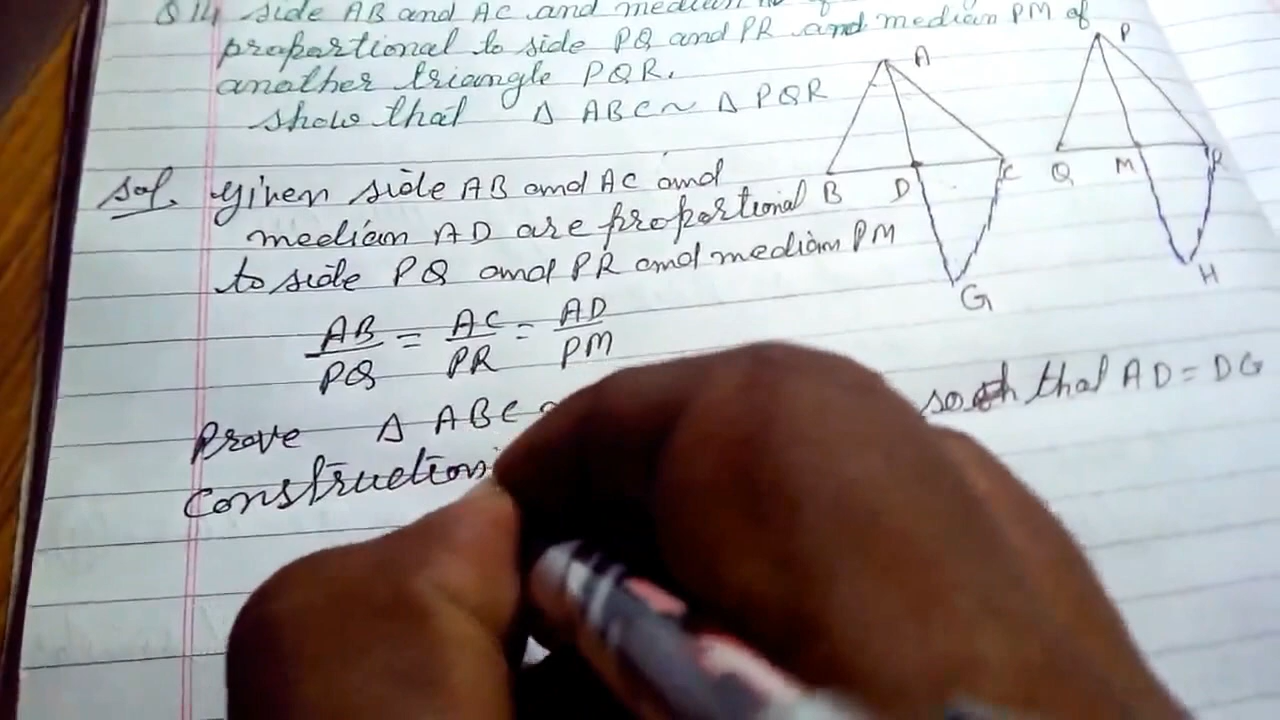 Q 14 side AB and AC and median
proportional to side PQ and PR and median PM of
another triangle PQR.
show that Δ ABC ~ Δ PQR
A
B
D
C
G
P
Q
M
R
H
Sol. Given side AB and AC and
median AD are proportional
to side PQ and PR and median PM
AB/PQ = AC/PR = AD/PM
Prove Δ ABC
Construction
that AD = DG